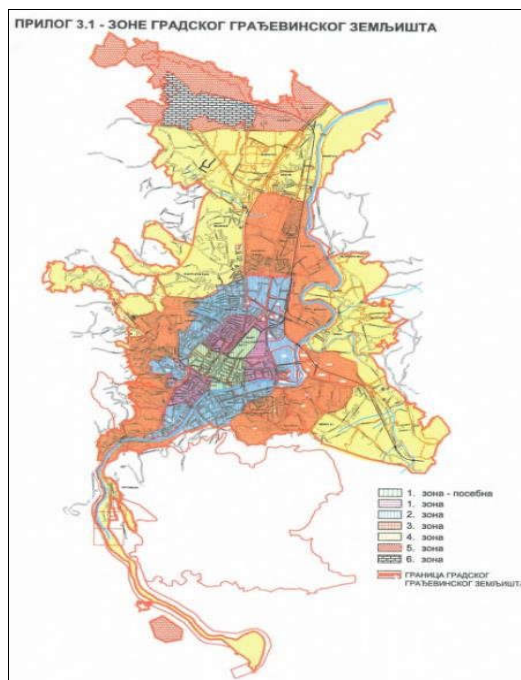 ПРИЛОГ 3.1 - ЗОНЕ ГРАДСКОГ ГРАЂЕВИНСКОГ ЗЕМЉИШТА
1. зона - посебна
1. зона
2. зона
3. зона
4. зона
5. зона
6. зона
ГРАНИЦА ГРАДСКОГ
ГРАЂЕВИНСКОГ ЗЕМЉИШТА